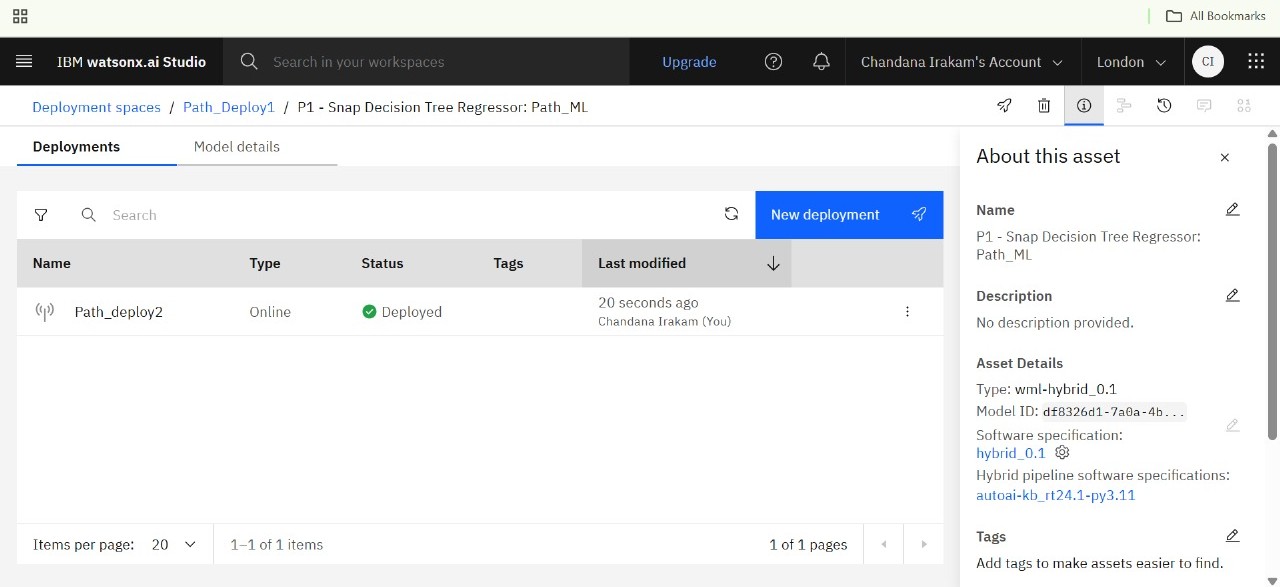 All Bookmarks
IBM watsonx.ai Studio
Search in your workspaces
Upgrade
Chandana Irakam's Account
London
CI
Deployment spaces / Path_Deploy1 / P1 - Snap Decision Tree Regressor: Path_ML
Deployments
Model details
Search
New deployment
Name Type Status Tags Last modified
Path_deploy2 Online Deployed 20 seconds ago
Chandana Irakam (You)
Items per page: 20
1–1 of 1 items
1 of 1 pages
About this asset
Name
P1 - Snap Decision Tree Regressor:
Path_ML
Description
No description provided.
Asset Details
Type: wml-hybrid_0.1
Model ID: df8326d1-7a0a-4b...
Software specification:
hybrid_0.1
Hybrid pipeline software specifications:
autoai-kb_rt24.1-py3.11
Tags
Add tags to make assets easier to find.